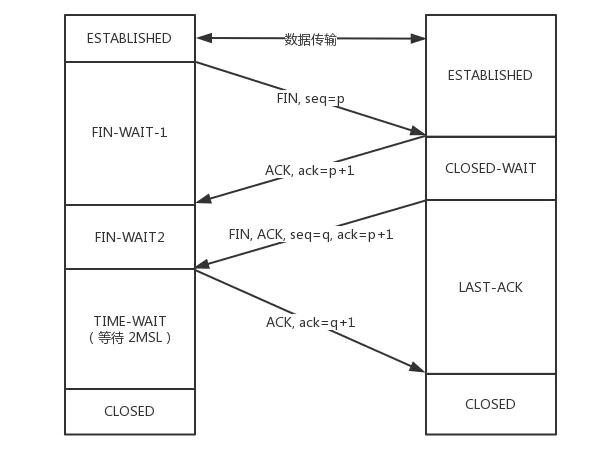 ESTABLISHED
数据传输
ESTABLISHED
FIN, seq=p
FIN-WAIT-1
ACK, ack=p+1
CLOSED-WAIT
FIN-WAIT2
FIN, ACK, seq=q, ack=p+1
LAST-ACK
TIME-WAIT
（等待 2MSL）
ACK, ack=q+1
CLOSED
CLOSED